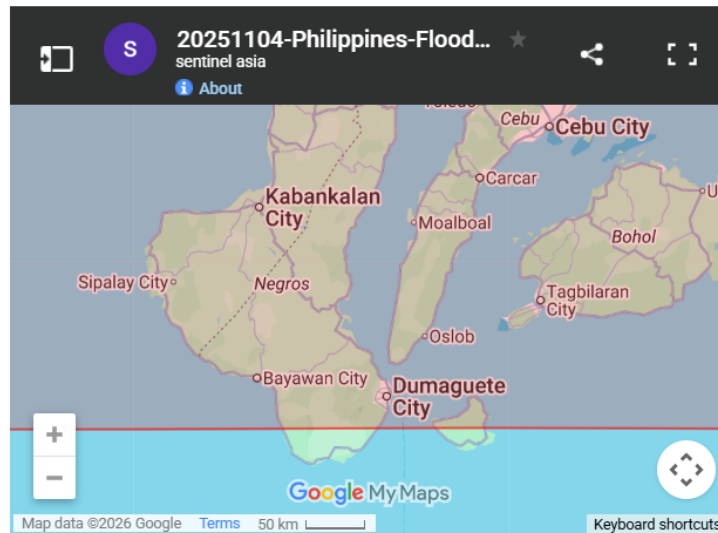 S
20251104-Philippines-Flood...
sentinel asia
About
Cebu
Cebu City
Carcar
Kabankalan
City
Moalboal
Bohol
Sipalay City
Negros
Tagbilaran
City
Oslob
Bayawan City
Dumaguete
City
+
−
Google My Maps
Map data ©2026 Google
Terms
50 km
Keyboard shortcuts